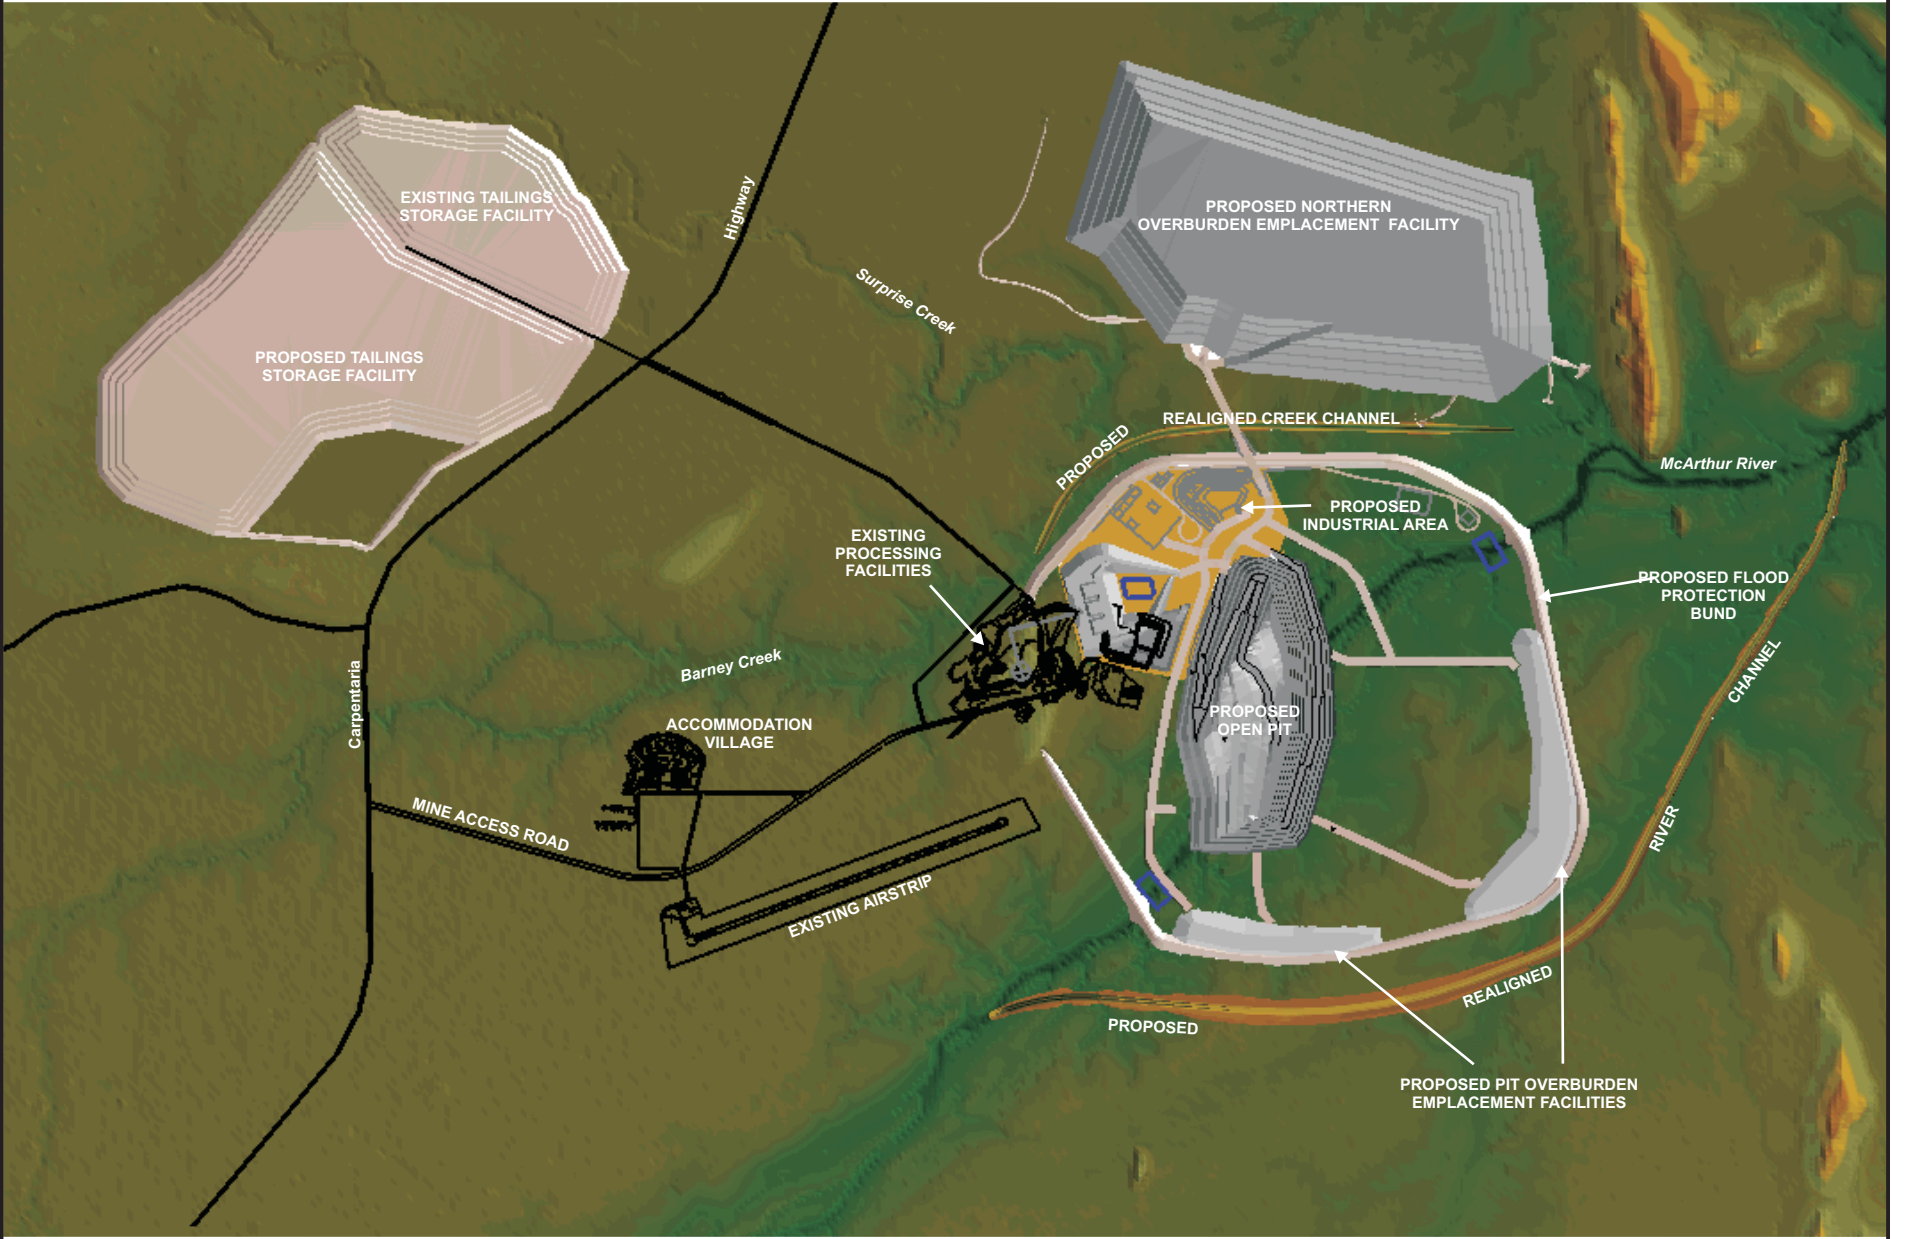 Highway
EXISTING TAILINGS
STORAGE FACILITY
PROPOSED NORTHERN
OVERBURDEN EMPLACEMENT FACILITY
Surprise Creek
PROPOSED TAILINGS
STORAGE FACILITY
PROPOSED
REALIGNED CREEK CHANNEL
McArthur River
PROPOSED
INDUSTRIAL AREA
EXISTING
PROCESSING
FACILITIES
PROPOSED FLOOD
PROTECTION
BUND
Barney Creek
Carpentaria
ACCOMMODATION
VILLAGE
PROPOSED
OPEN PIT
MINE ACCESS ROAD
EXISTING AIRSTRIP
PROPOSED
REALIGNED
RIVER
CHANNEL
PROPOSED PIT OVERBURDEN
EMPLACEMENT FACILITIES